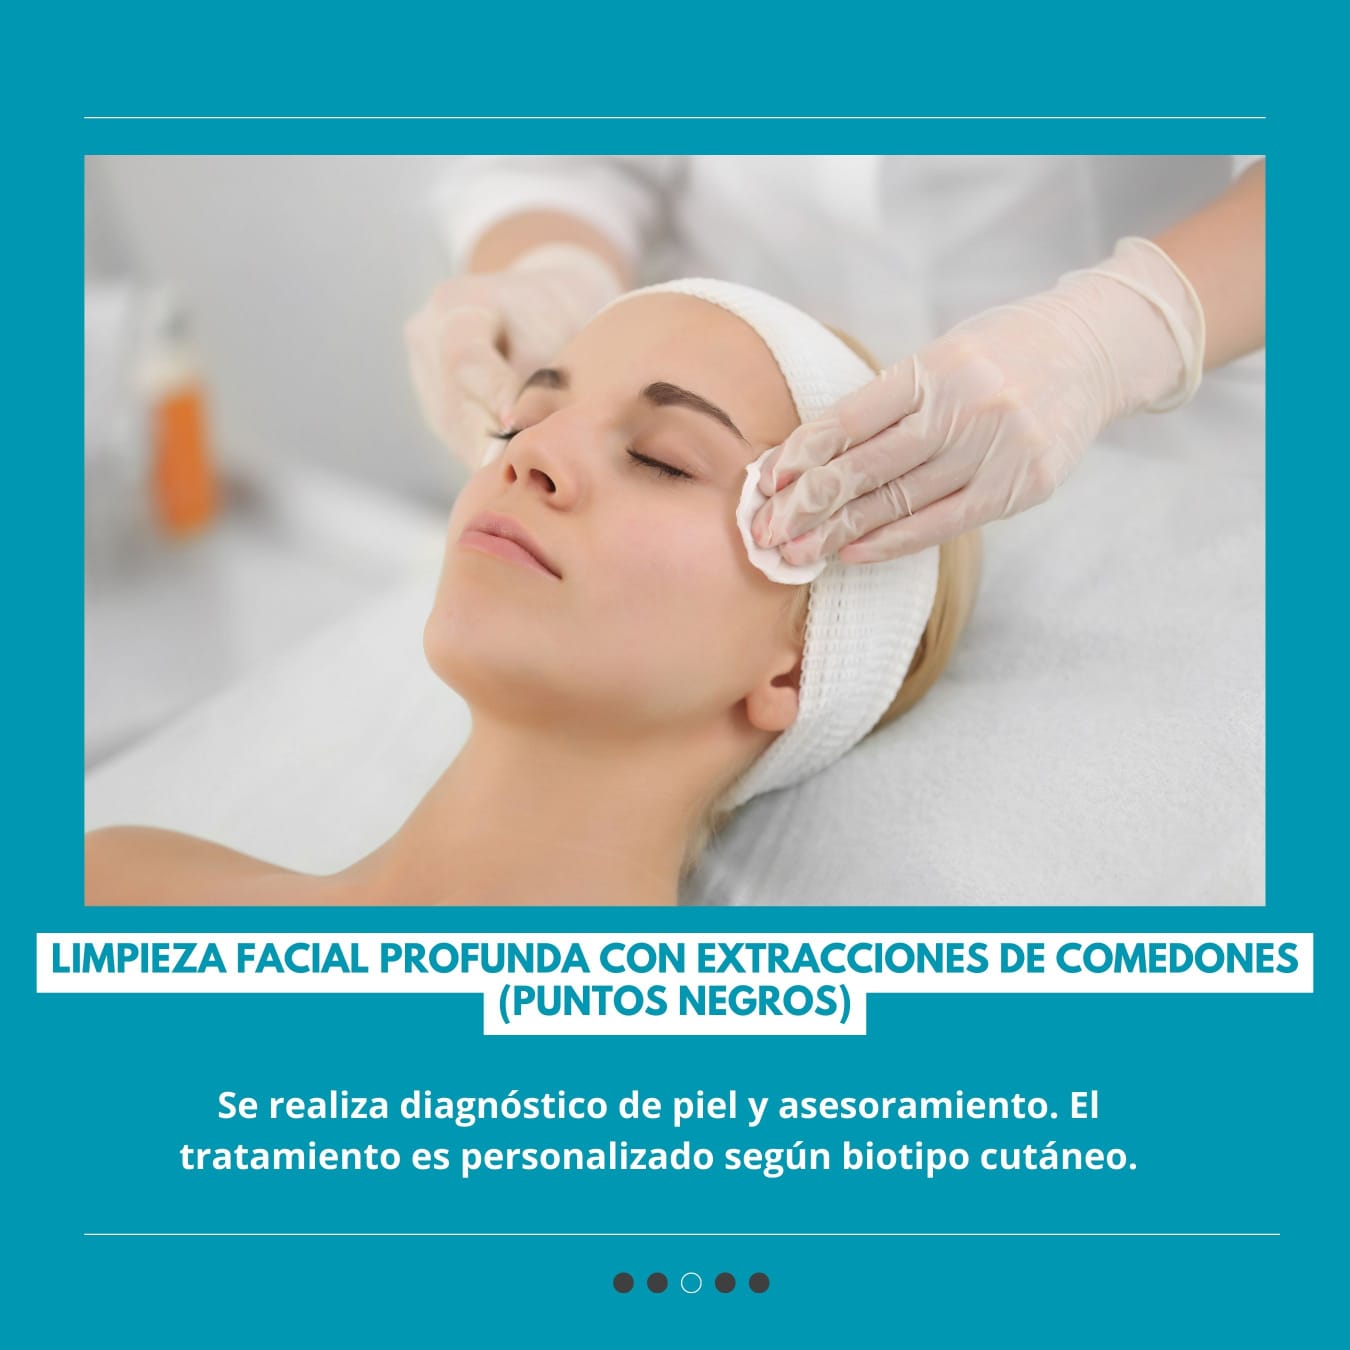 LIMPIEZA FACIAL PROFUNDA CON EXTRACCIONES DE COMEDONES
(PUNTOS NEGROS)
Se realiza diagnóstico de piel y asesoramiento. El
tratamiento es personalizado según biotipo cutáneo.